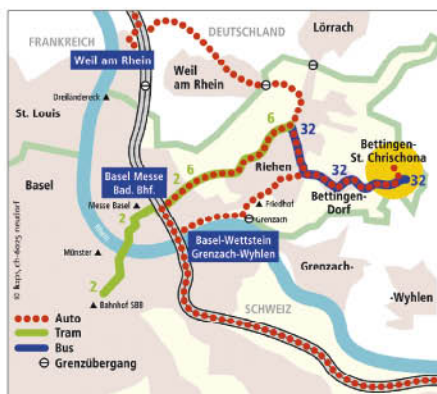 FRANKREICH
DEUTSCHLAND
Lörrach
Weil am Rhein
Weil
am Rhein
Dreiländereck
St. Louis
6
32
Bettingen-
St. Chrischona
Riehen
32
32
32
Basel Messe
Bad. Bhf.
6
2
Basel
Messe Basel
Friedhof
Bettingen-
Dorf
2
Grenzach
Rhein
Münster
Basel-Wettstein
Grenzach-Wyhlen
Grenzach-
-Wyhlen
2
Bahnhof SBB
SCHWEIZ
Auto
Tram
Bus
Grenzübergang